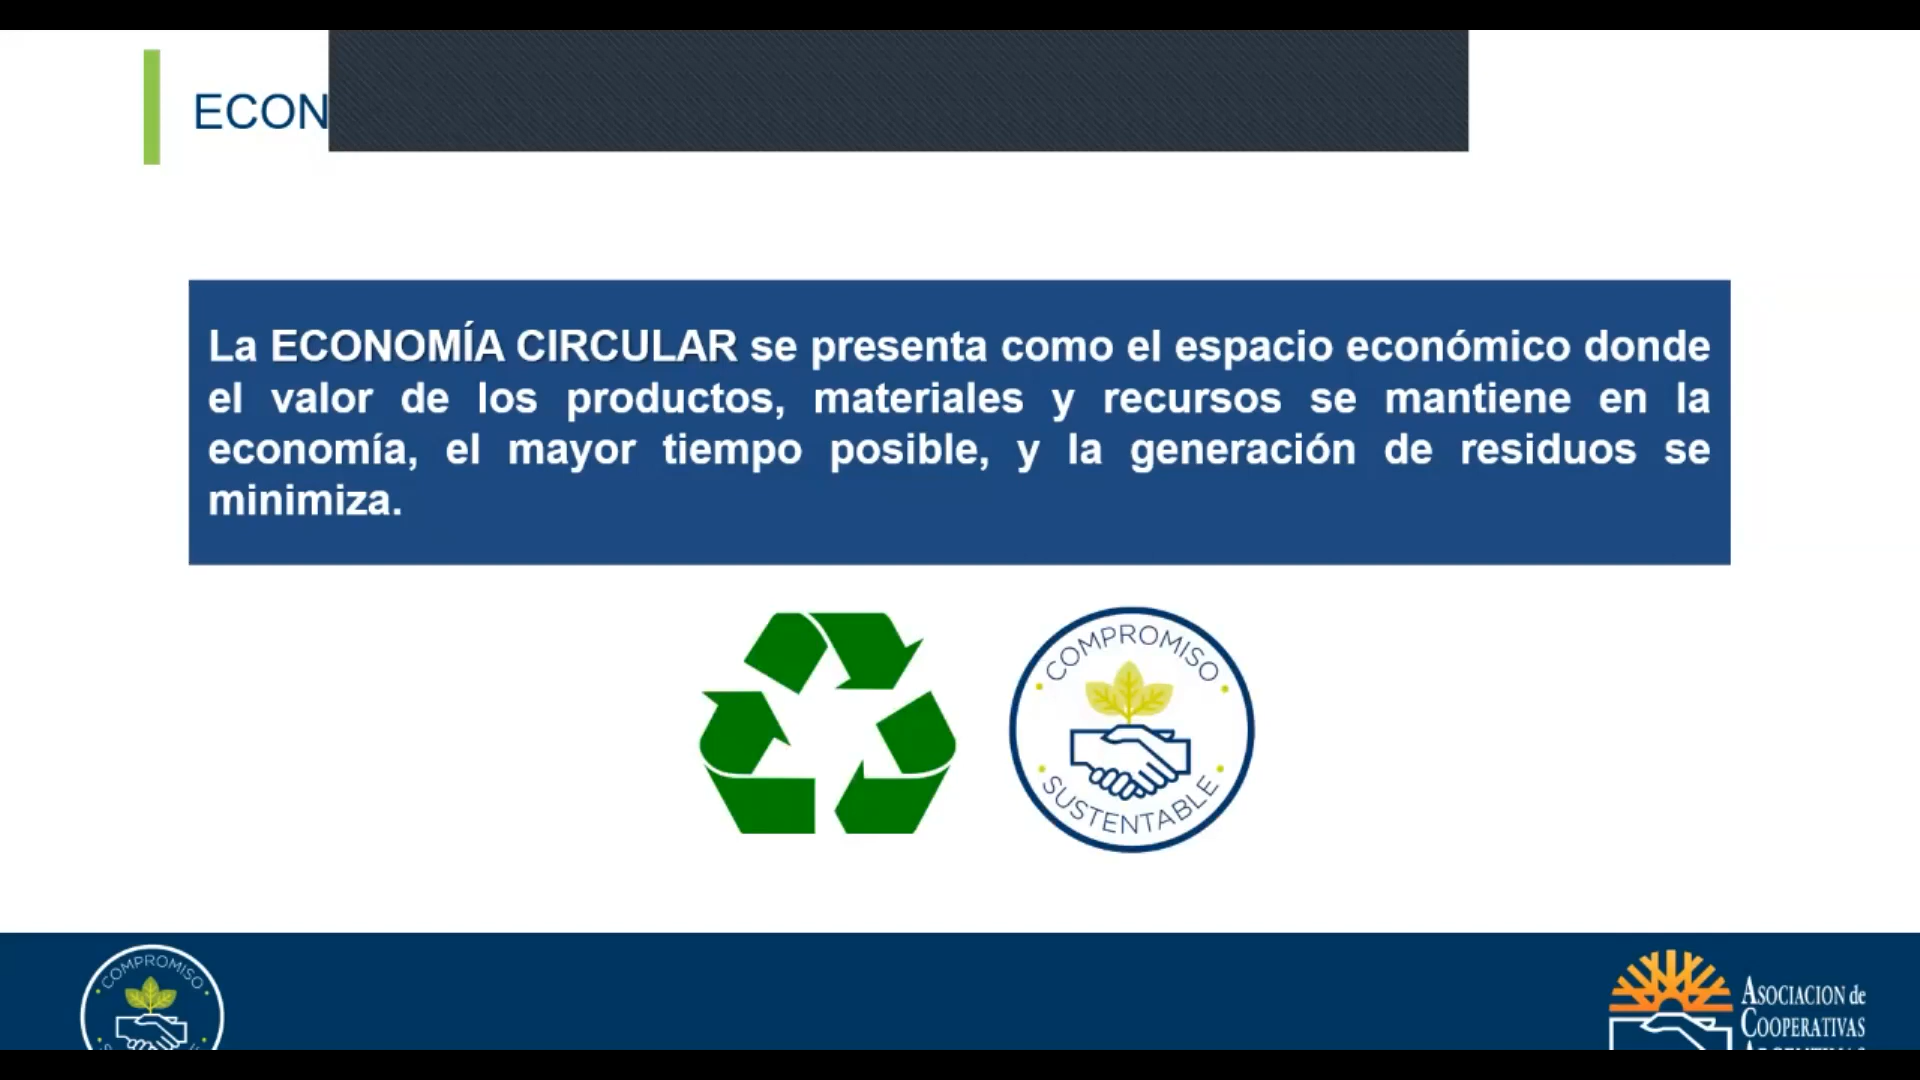 ECON
La ECONOMÍA CIRCULAR se presenta como el espacio económico donde
el valor de los productos, materiales y recursos se mantiene en la
economía, el mayor tiempo posible, y la generación de residuos se
minimiza.
COMPROMISO
SUSTENTABLE
COMPROMISO
ASOCIACION de
COOPERATIVAS